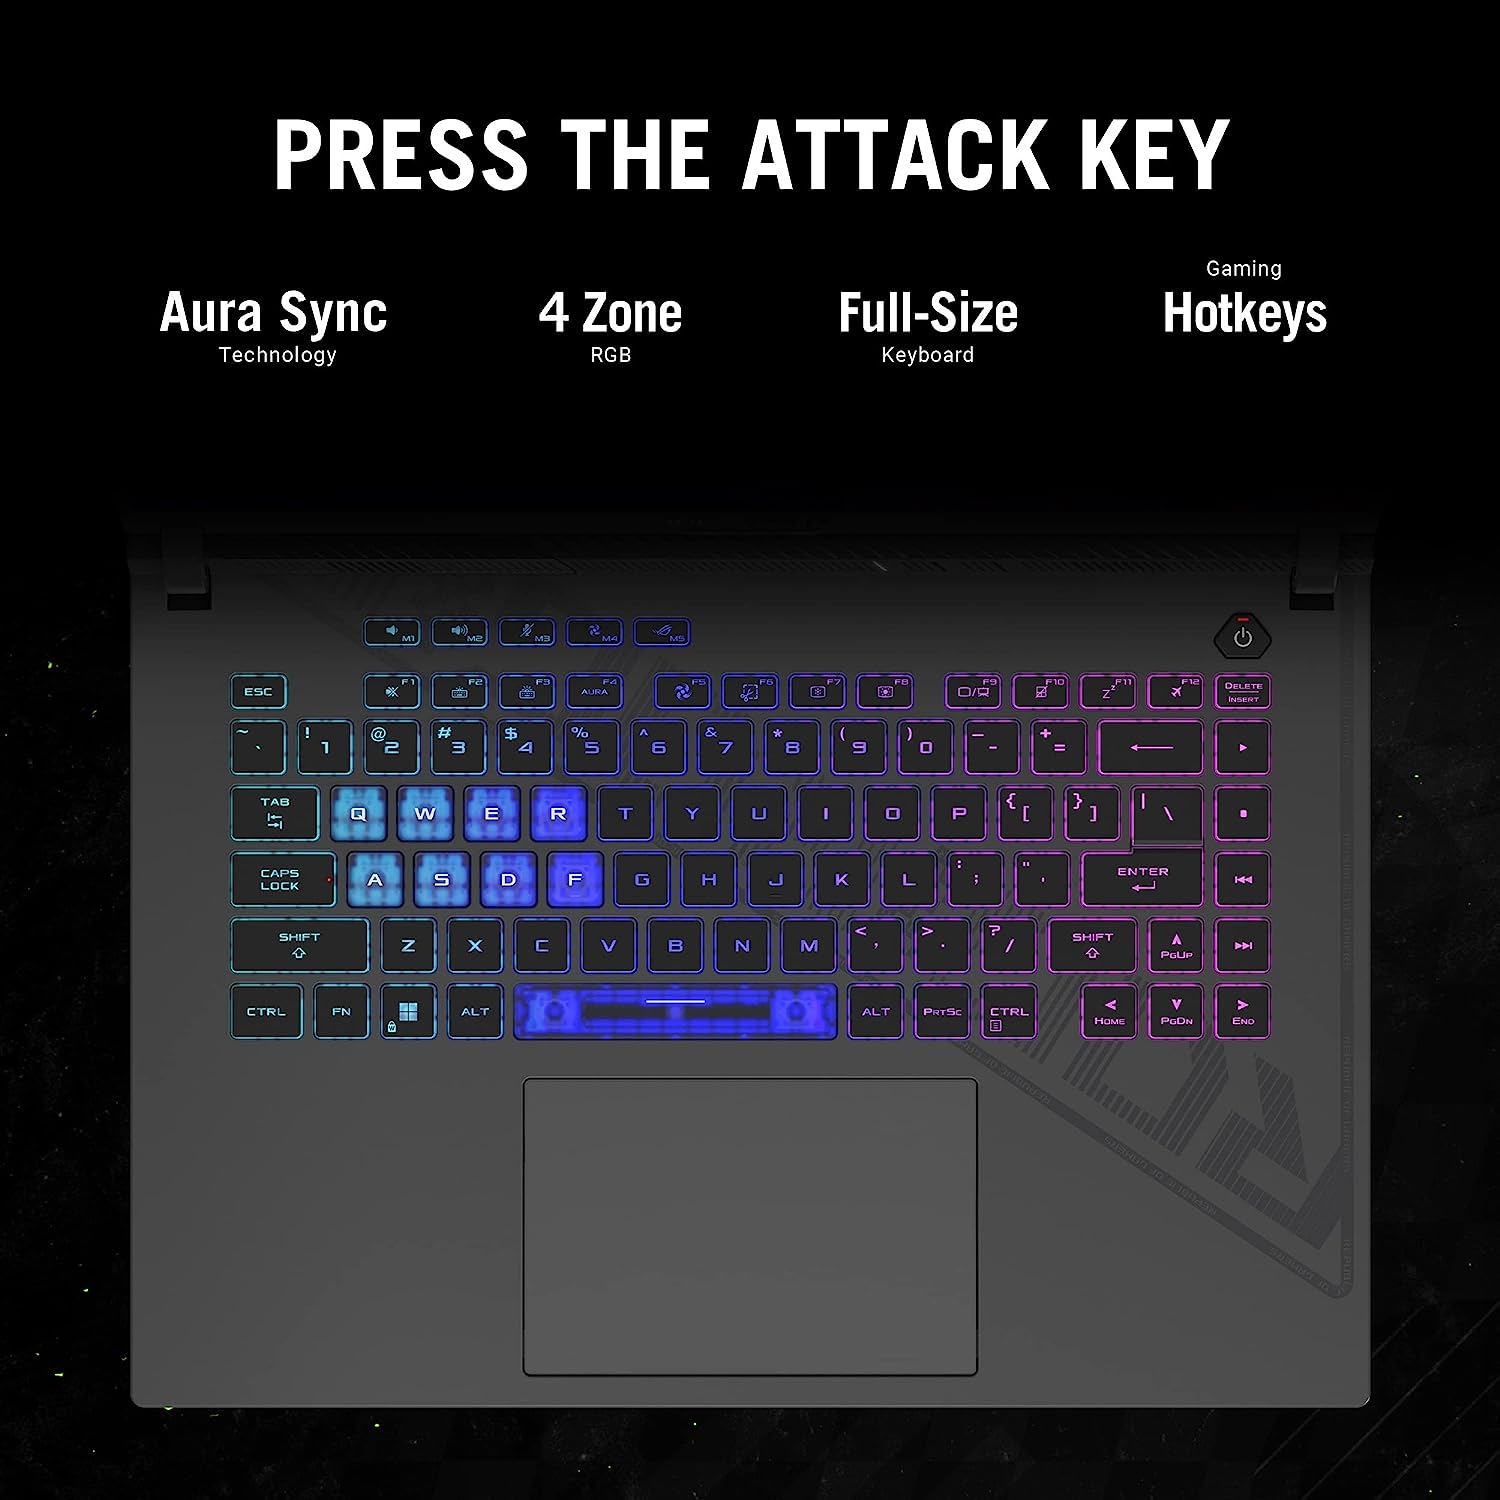 PRESS THE ATTACK KEY
Aura Sync
Technology
4 Zone
RGB
Full-Size
Keyboard
Gaming
Hotkeys
M1 M2 M3 M4 M5
ESC F1 F2 F3 AURA F4 F5 F6 F7 F8 F9 F10 Zz F11 F12 DELETE INSERT
~ ` ! 1 @ 2 # 3 $ 4 % 5 ^ 6 & 7 * 8 ( 9 ) 0 _ - + =
TAB Q W E R T Y U I O P { [ } ] | \
CAPS LOCK A S D F G H J K L : ; " ' ENTER
SHIFT Z X C V B N M < , > . ? / SHIFT PGUP
CTRL FN ALT ALT PRTSC CTRL HOME PGDN END